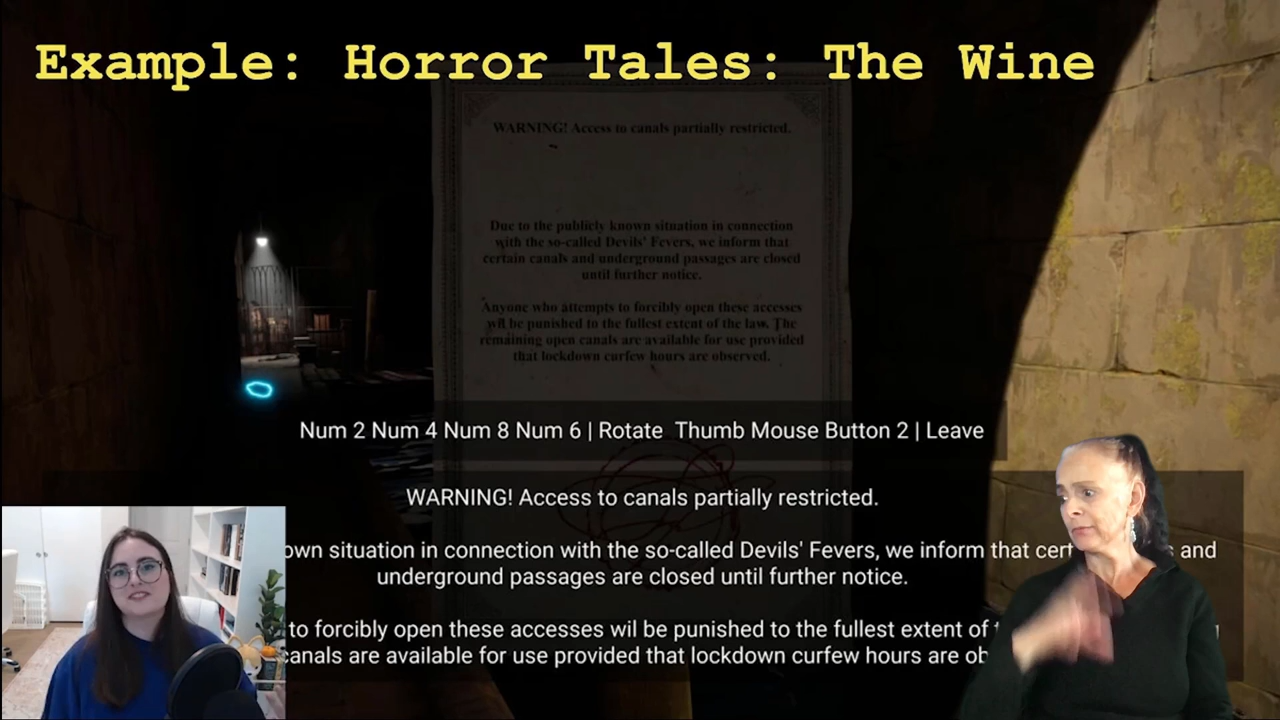 Example: Horror Tales: The Wine
WARNING! Access to canals partially restricted.
Due to the publicly known situation in connection
with the so-called Devils' Fevers, we inform that
certain canals and underground passages are closed
until further notice.
Anyone who attempts to forcibly open these accesses
wil be punished to the fullest extent of the law. The
remaining open canals are available for use provided
that lockdown curfew hours are observed.
Num 2 Num 4 Num 8 Num 6 | Rotate Thumb Mouse Button 2 | Leave
WARNING! Access to canals partially restricted.
situation in connection with the so-called Devils' Fevers, we inform that and
underground passages are closed until further notice.
to forcibly open these accesses wil be punished to the fullest extent of
canals are available for use provided that lockdown curfew hours are